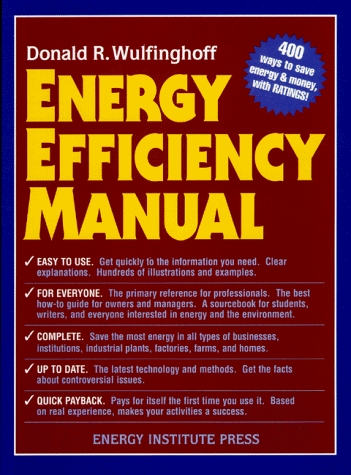 Donald R. Wulfinghoff
400
ways to save
energy & money,
with RATINGS!
ENERGY
EFFICIENCY
MANUAL
✓ EASY TO USE. Get quickly to the information you need. Clear
explanations. Hundreds of illustrations and examples.
✓ FOR EVERYONE. The primary reference for professionals. The best
how-to guide for owners and managers. A sourcebook for students,
writers, and everyone interested in energy and the environment.
✓ COMPLETE. Save the most energy in all types of businesses,
institutions, industrial plants, factories, farms, and homes.
✓ UP TO DATE. The latest technology and methods. Get the facts
about controversial issues.
✓ QUICK PAYBACK. Pays for itself the first time you use it. Based
on real experience, makes your activities a success.
ENERGY INSTITUTE PRESS